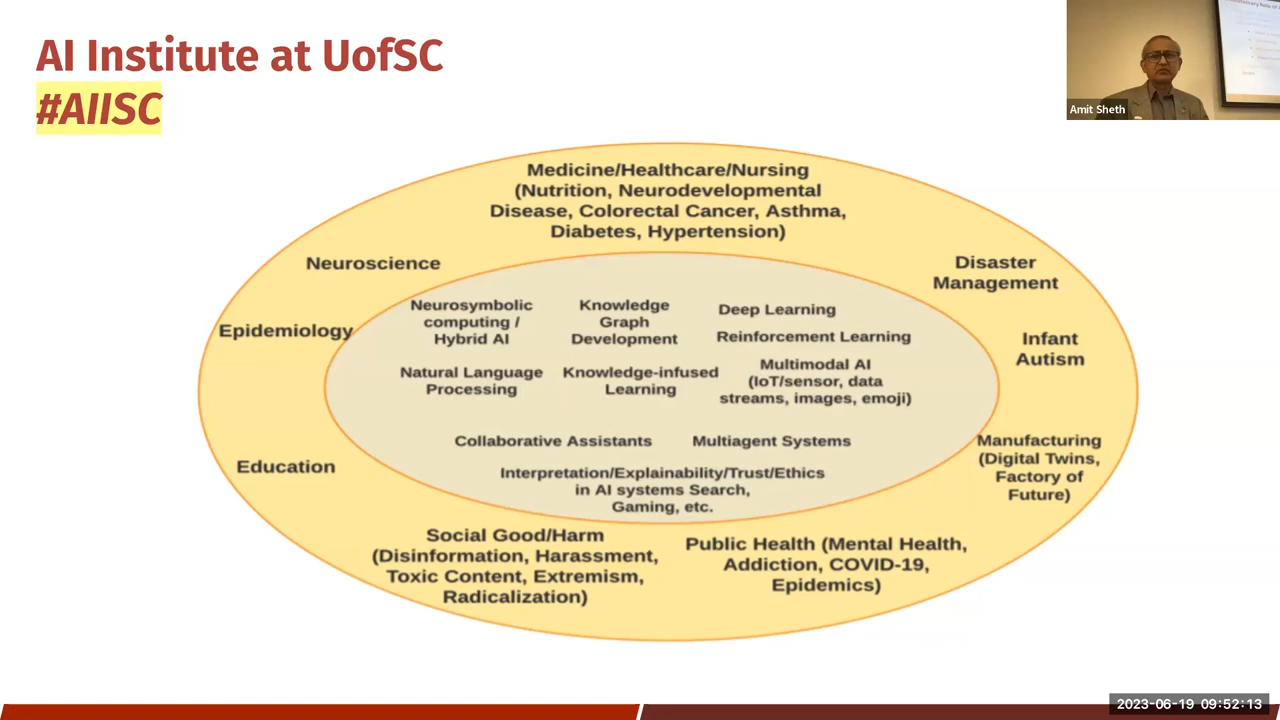 AI Institute at UofSC
#AIISC
Amit Sheth
Medicine/Healthcare/Nursing
(Nutrition, Neurodevelopmental
Disease, Colorectal Cancer, Asthma,
Diabetes, Hypertension)
Neuroscience
Disaster
Management
Epidemiology
Infant
Autism
Neurosymbolic
computing /
Hybrid AI
Knowledge
Graph
Development
Deep Learning
Reinforcement Learning
Natural Language
Processing
Knowledge-infused
Learning
Multimodal AI
(IoT/sensor, data
streams, images, emoji)
Collaborative Assistants
Multiagent Systems
Interpretation/Explainability/Trust/Ethics
in AI systems Search,
Gaming, etc.
Education
Manufacturing
(Digital Twins,
Factory of
Future)
Social Good/Harm
(Disinformation, Harassment,
Toxic Content, Extremism,
Radicalization)
Public Health (Mental Health,
Addiction, COVID-19,
Epidemics)
2023-06-19 09:52:13